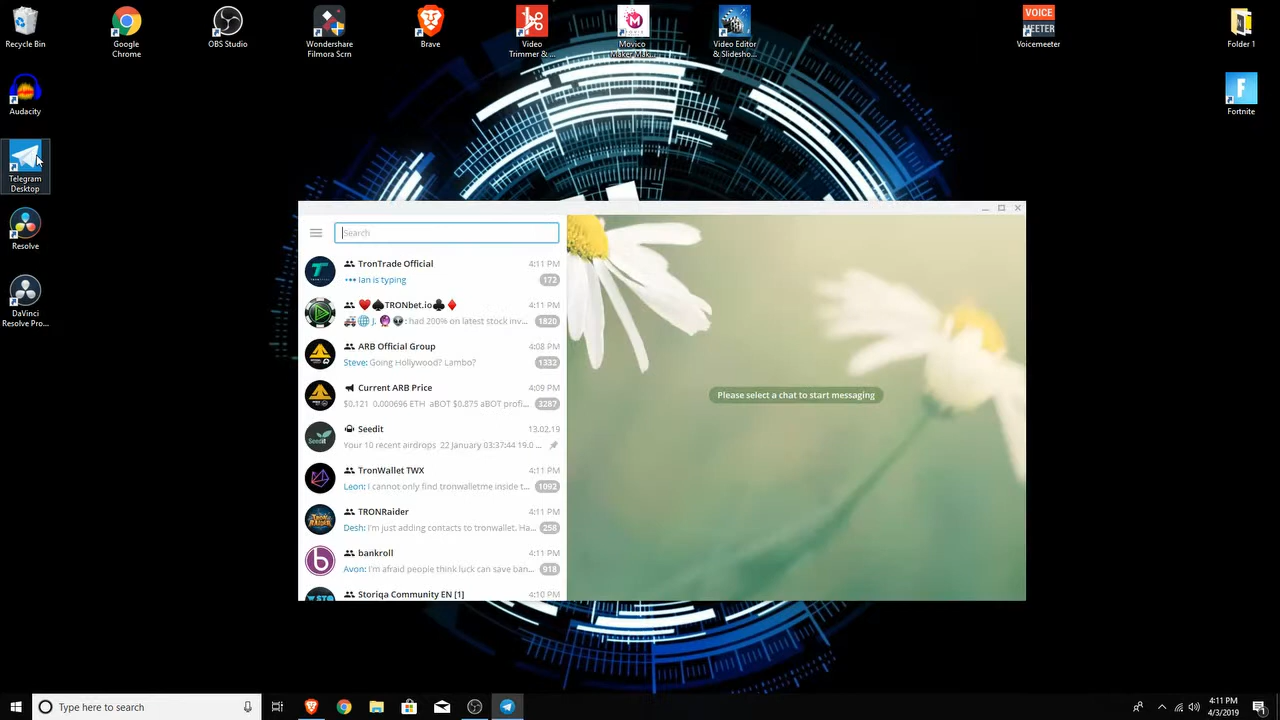 Recycle Bin
Google
Chrome
OBS Studio
Wondershare
Filmora Scrn
Brave
Video
Trimmer & ...
Movico
Maker Mak...
Video Editor
& Slidesho...
VOICE
MEETER
Voicemeeter
Folder 1
Audacity
F
Fortnite
Telegram
Desktop
Resolve
DaVinci
Resolve Pro...
Search
TronTrade Official 4:11 PM
Ian is typing 172
TRONbet.io 4:11 PM
J. : had 200% on latest stock inv... 1820
ARB Official Group 4:08 PM
Steve: Going Hollywood? Lambo? 1332
Current ARB Price 4:09 PM
$0.121 0.000696 ETH aBOT $0.875 aBOT profi... 3287
Seedit 13.02.19
Your 10 recent airdrops 22 January 03:37:44 19.0 ...
TronWallet TWX 4:11 PM
Leon: I cannot only find tronwalletme inside t... 1092
TRONRaider 4:11 PM
Desh: I'm just adding contacts to tronwallet. Ha... 258
bankroll 4:11 PM
Avon: I'm afraid people think luck can save ban... 918
Storiqa Community EN [1] 4:10 PM
Please select a chat to start messaging
Type here to search
4:11 PM
4/3/2019